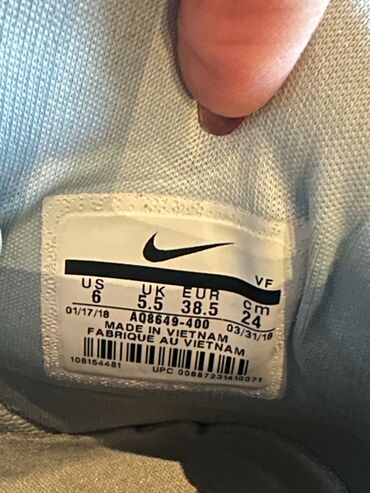 VF
US UK EUR cm
6 5.5 38.5 24
01/17/18 AO8649-400 03/31/18
MADE IN VIETNAM
FABRIQUE AU VIETNAM
108154481 UPC 00887231410071